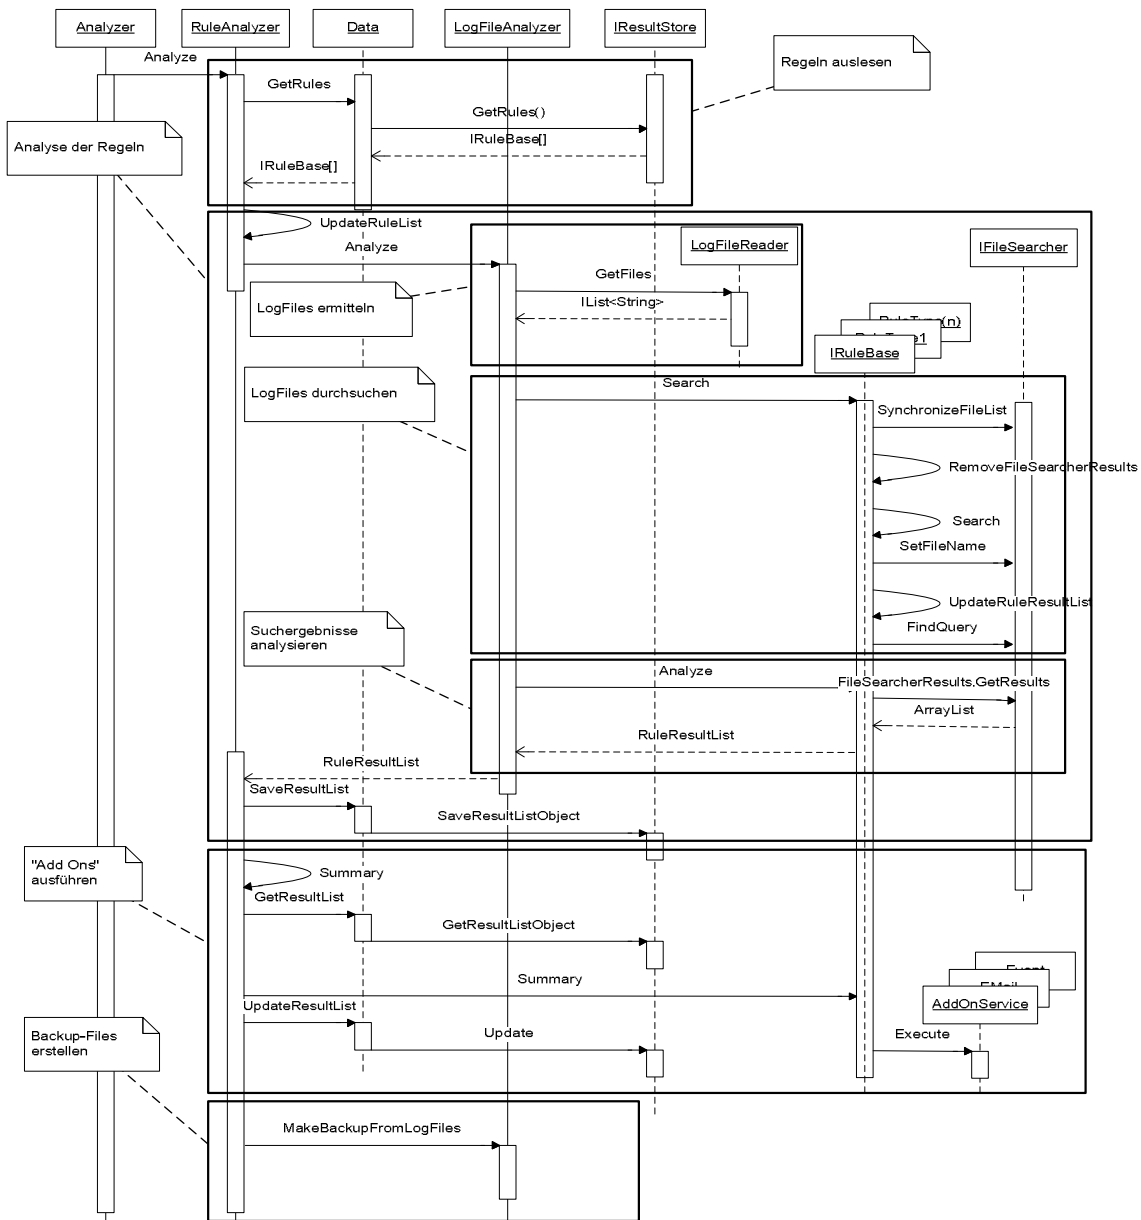 Analyzer
RuleAnalyzer
Data
LogFileAnalyzer
IResultStore
Analyze
Regeln auslesen
GetRules
GetRules()
Analyse der Regeln
IRuleBase[]
IRuleBase[]
UpdateRuleList
Analyze
LogFileReader
IFileSearcher
GetFiles
LogFiles ermitteln
IList<String>
IRuleBase
LogFiles durchsuchen
Search
SynchronizeFileList
RemoveFileSearcherResults
Search
SetFileName
UpdateRuleResultList
Suchergebnisse
analysieren
FindQuery
Analyze
FileSearcherResults.GetResults
ArrayList
RuleResultList
RuleResultList
SaveResultList
SaveResultListObject
"Add Ons"
ausführen
Summary
GetResultList
GetResultListObject
Summary
AddOnService
UpdateResultList
Backup-Files
erstellen
Update
Execute
MakeBackupFromLogFiles